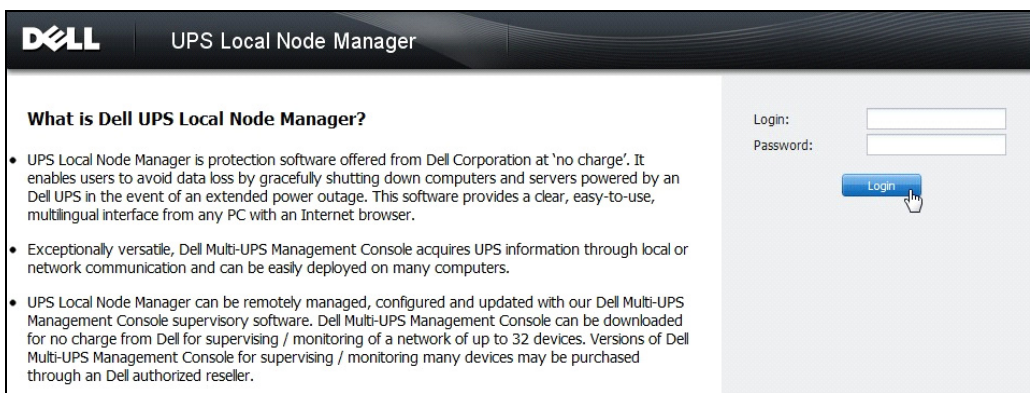 DELL
UPS Local Node Manager
What is Dell UPS Local Node Manager?
• UPS Local Node Manager is protection software offered from Dell Corporation at ‘no charge’. It
enables users to avoid data loss by gracefully shutting down computers and servers powered by an
Dell UPS in the event of an extended power outage. This software provides a clear, easy-to-use,
multilingual interface from any PC with an Internet browser.
• Exceptionally versatile, Dell Multi-UPS Management Console acquires UPS information through local or
network communication and can be easily deployed on many computers.
• UPS Local Node Manager can be remotely managed, configured and updated with our Dell Multi-UPS
Management Console supervisory software. Dell Multi-UPS Management Console can be downloaded
for no charge from Dell for supervising / monitoring of a network of up to 32 devices. Versions of Dell
Multi-UPS Management Console for supervising / monitoring many devices may be purchased
through an Dell authorized reseller.
Login:
Password:
Login